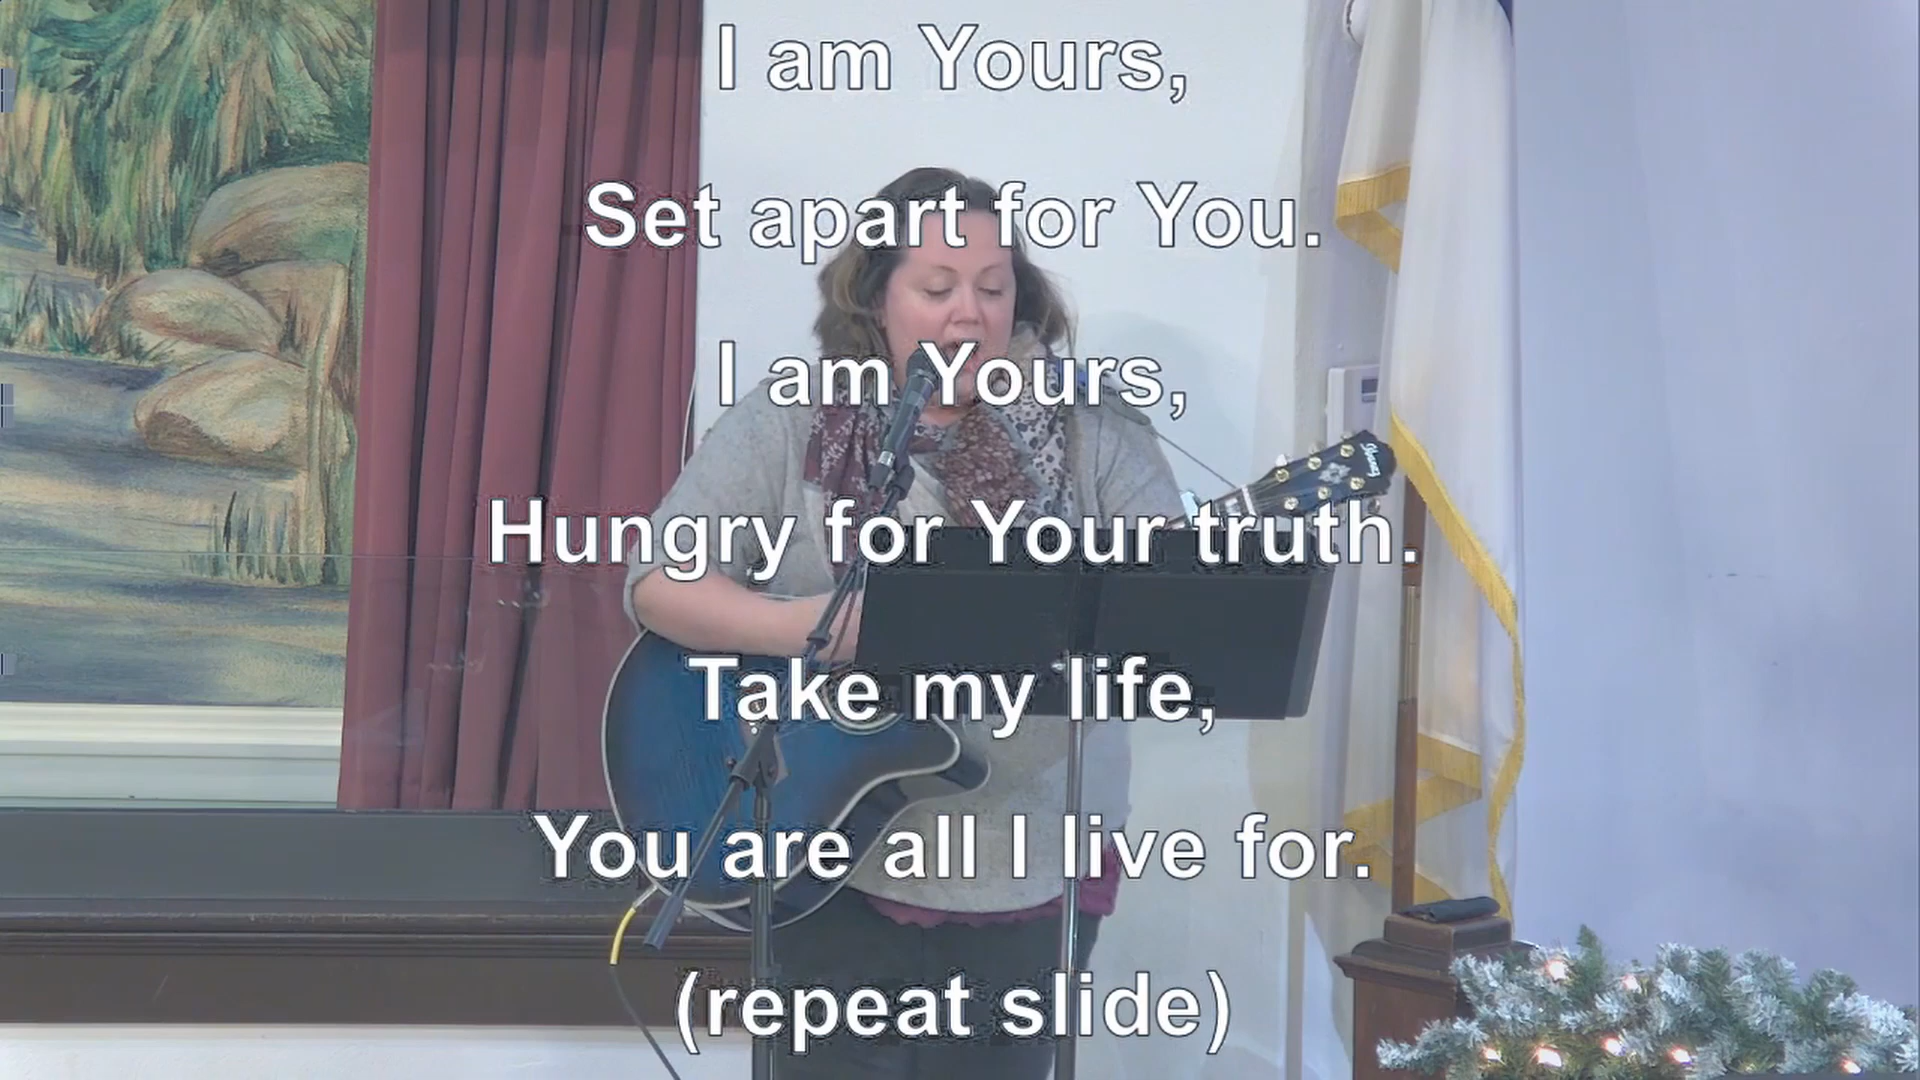 I am Yours,
Set apart for You.
I am Yours,
Hungry for Your truth.
Take my life,
You are all I live for.
(repeat slide)
Ibanez